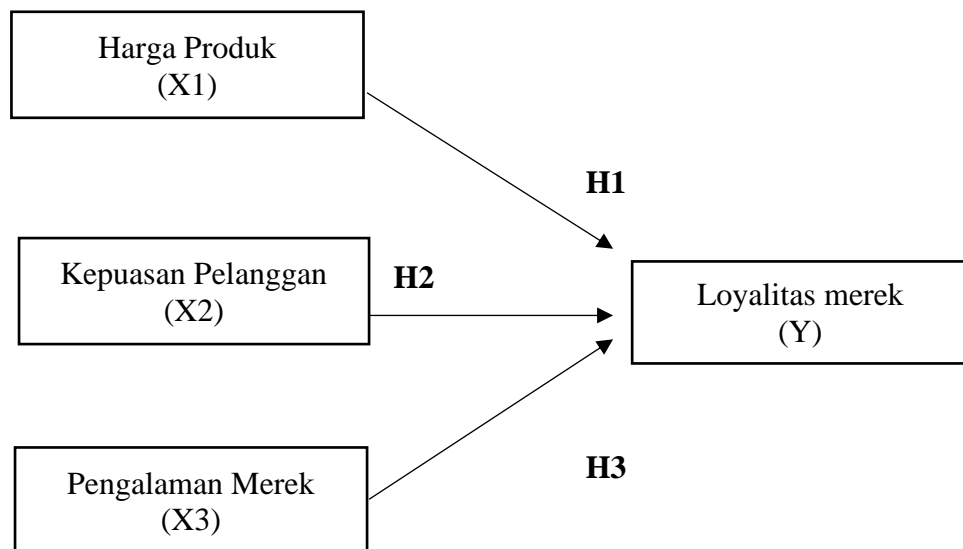 Harga Produk
(X1)
H1
Kepuasan Pelanggan
(X2)
H2
Loyalitas merek
(Y)
H3
Pengalaman Merek
(X3)